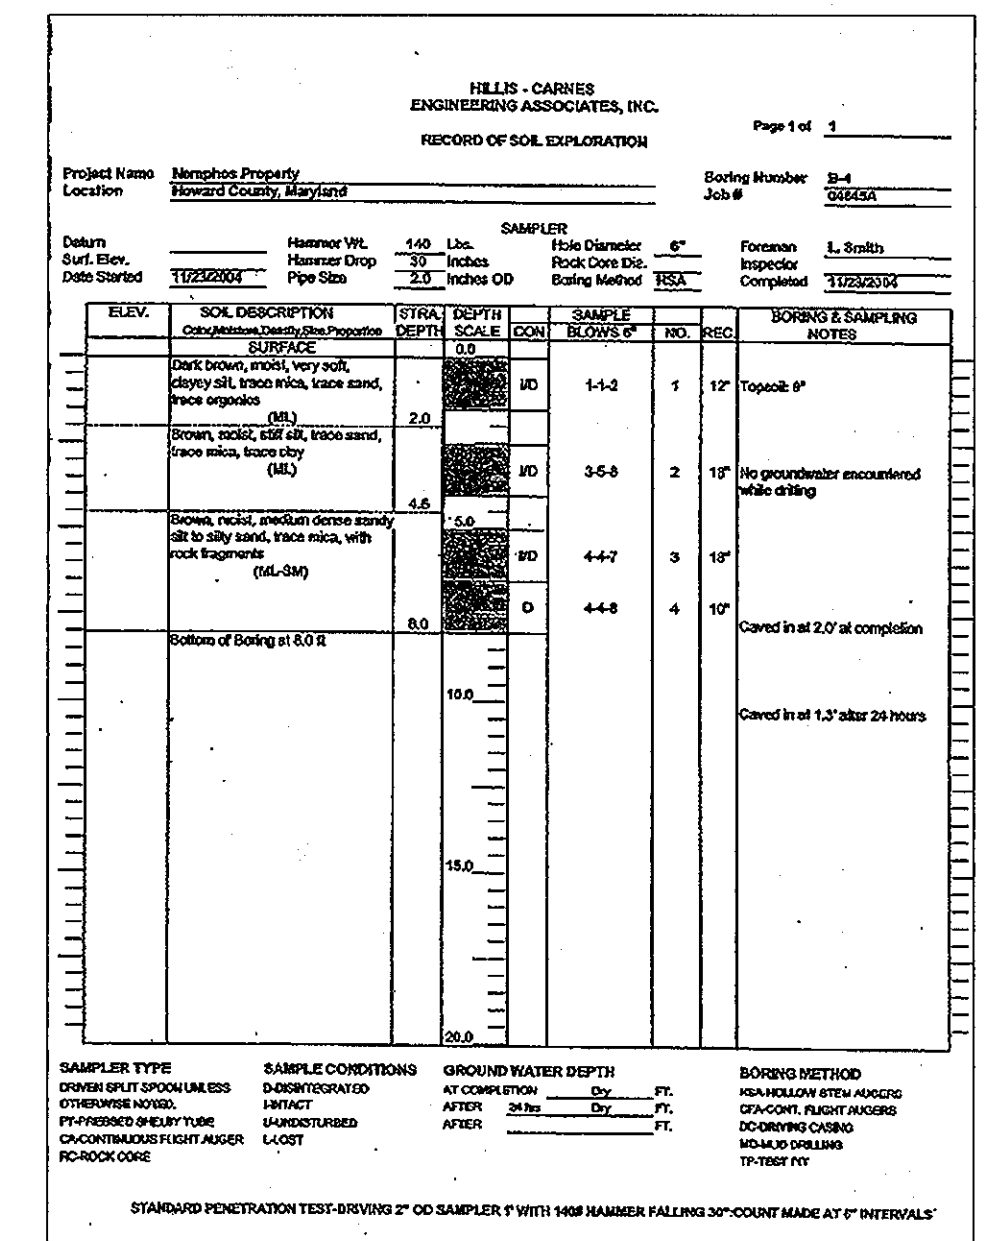 HILLIS - CARNES
ENGINEERING ASSOCIATES, INC.
Page 1 of 1
RECORD OF SOIL EXPLORATION
Project Name Nemphos Property Boring Number B-4
Location Howard County, Maryland Job # 04645A
SAMPLER
Datum Hammer Wt. 140 Lbs. Hole Diameter 6" Foreman L. Smith
Surf. Elev. Hammer Drop 30 Inches Rock Core Dia. Inspector
Date Started 11/23/2004 Pipe Size 2.0 Inches OD Boring Method HSA Completed 11/23/2004
ELEV. SOIL DESCRIPTION STRA. DEPTH SAMPLE BORING & SAMPLING
Color,Moisture,Density,Size,Proportion DEPTH SCALE CON BLOWS 6" NO. REC. NOTES
SURFACE 0.0
Dark brown, moist, very soft,
clayey silt, trace mica, trace sand, I/D 1-1-2 1 12" Topsoil: 8"
trace organics
(ML) 2.0
Brown, moist, stiff silt, trace sand,
trace mica, trace clay
(ML) I/D 2 18" No groundwater encountered
while drilling
4.5
Brown, moist, medium dense sandy 5.0
silt to silty sand, trace mica, with
rock fragments I/D 4-4-7 3 18"
(ML-SM)
D 4-4-8 4 10"
8.0 Caved in at 2.0' at completion
Bottom of Boring at 8.0 ft
10.0
Caved in at 1.3' after 24 hours
15.0
20.0
SAMPLER TYPE SAMPLE CONDITIONS GROUND WATER DEPTH BORING METHOD
DRIVEN SPLIT SPOON UNLESS D-DISINTEGRATED AT COMPLETION Dry FT. HSA-HOLLOW STEM AUGERS
OTHERWISE NOTED. I-INTACT AFTER 24 hrs Dry FT. CFA-CONT. FLIGHT AUGERS
PT-PRESSED SHELBY TUBE U-UNDISTURBED AFTER FT. DC-DRIVING CASING
CA-CONTINUOUS FLIGHT AUGER L-LOST MD-MUD DRILLING
RC-ROCK CORE TP-TEST PIT
STANDARD PENETRATION TEST-DRIVING 2" OD SAMPLER 1' WITH 140# HAMMER FALLING 30":COUNT MADE AT 6" INTERVALS